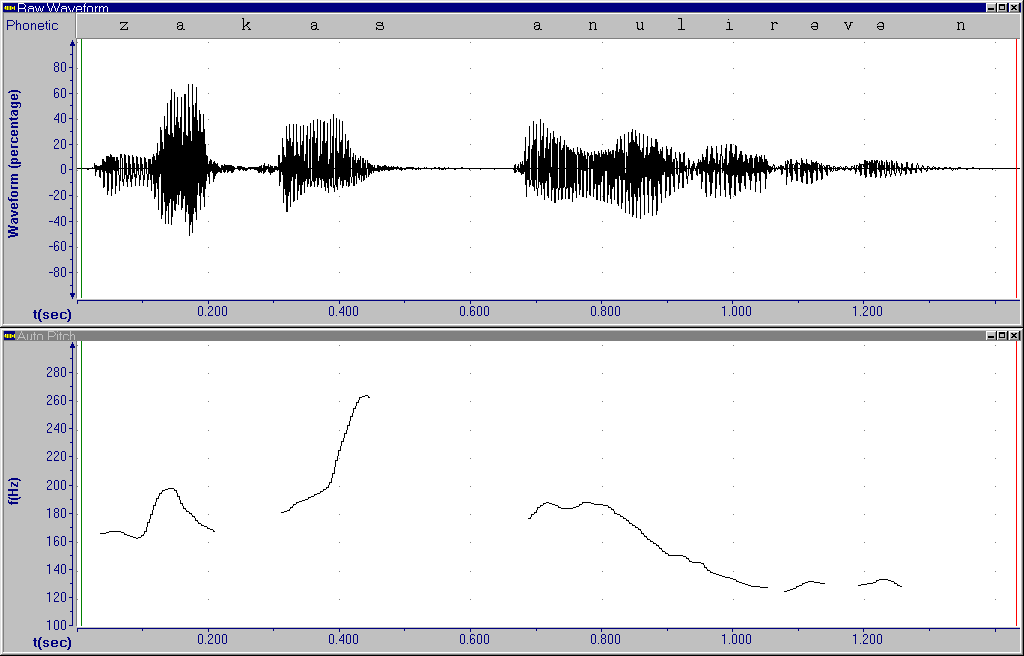 Raw Waveform
Phonetic z a k a s a n u l i r ə v ə n
Waveform (percentage)
80
60
40
20
0
-20
-40
-60
-80
t(sec) 0.200 0.400 0.600 0.800 1.000 1.200
Auto Pitch
f(Hz)
280
260
240
220
200
180
160
140
120
100
t(sec) 0.200 0.400 0.600 0.800 1.000 1.200